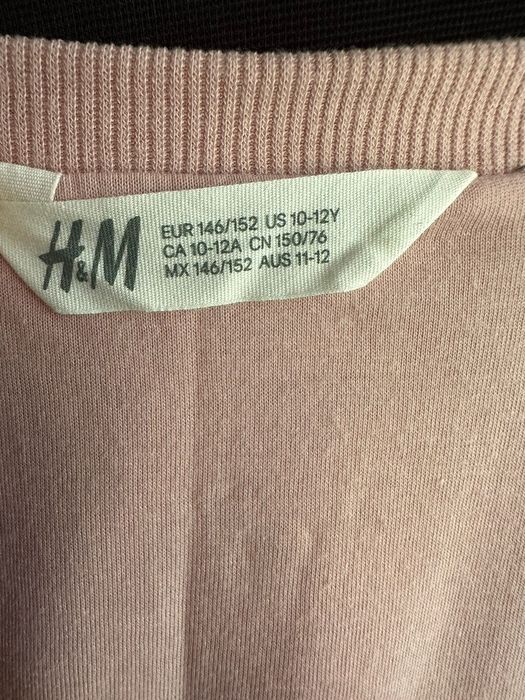 H&M
EUR 146/152 US 10-12Y
CA 10-12A CN 150/76
MX 146/152 AUS 11-12